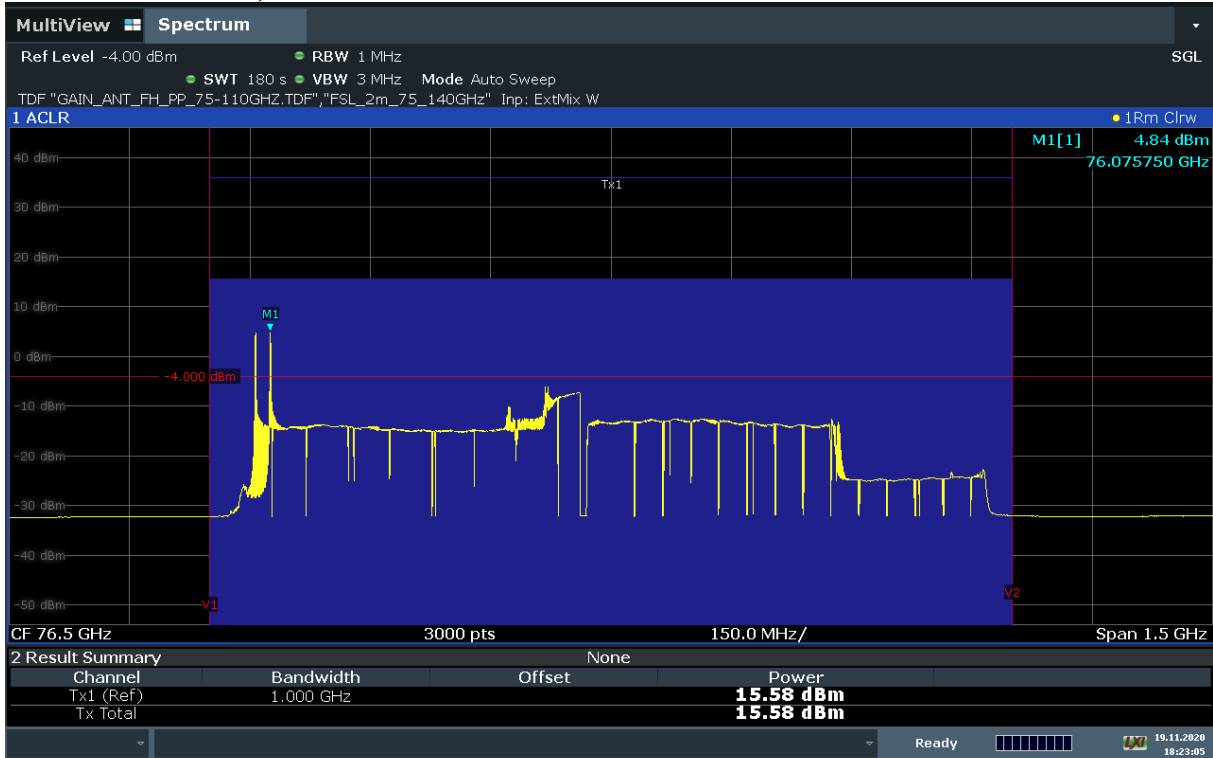 MultiView Spectrum
Ref Level -4.00 dBm RBW 1 MHz SGL
SWT 180 s VBW 3 MHz Mode Auto Sweep
TDF "GAIN_ANT_FH_PP_75-110GHZ.TDF","FSL_2m_75_140GHz" Inp: ExtMix W
1 ACLR 1Rm Clrw
M1[1] 4.84 dBm
76.075750 GHz
40 dBm
Tx1
30 dBm
20 dBm
10 dBm
M1
0 dBm
-4.000 dBm
-10 dBm
-20 dBm
-30 dBm
-40 dBm
V2
-50 dBm V1
CF 76.5 GHz 3000 pts 150.0 MHz/ Span 1.5 GHz
2 Result Summary None
Channel Bandwidth Offset Power
Tx1 (Ref) 1.000 GHz 15.58 dBm
Tx Total 15.58 dBm
Ready 19.11.2020
18:23:05